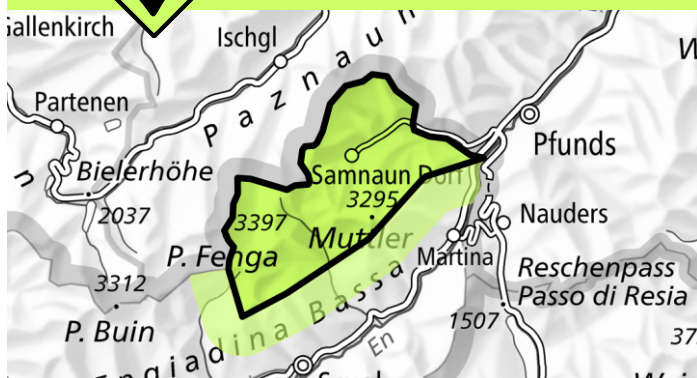 Gallenkirch
Ischgl
Paznaun
Partenen
Pfunds
Bielerhöhe
Samnaun Dorf
2037
3397
3295
Nauders
Muttler
P. Fenga
Martina
3312
Reschenpass
Passo di Resia
P. Buin
1507
Engiadina Bassa
En